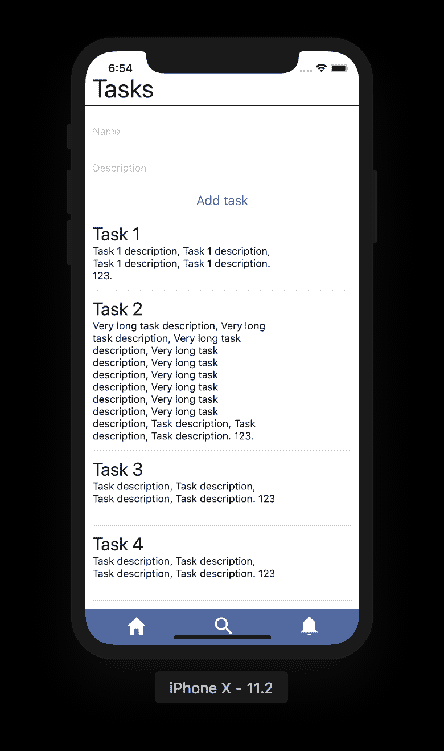 6:54
Tasks
Name
Description
Add task
Task 1
Task 1 description, Task 1 description,
Task 1 description, Task 1 description.
123.
Task 2
Very long task description, Very long
task description, Very long task
description, Very long task
description, Very long task
description, Very long task
description, Very long task
description, Very long task
description, Very long task
description, Task description, Task
description, Task description. 123.
Task 3
Task description, Task description,
Task description, Task description. 123
Task 4
Task description, Task description,
Task description, Task description. 123
iPhone X - 11.2